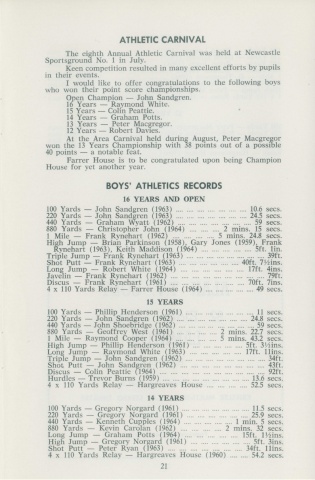 ATHLETIC CARNIVAL
The eighth Annual Athletic Carnival was held at Newcastle
Sportsground No. 1 in July.
Keen competition resulted in many excellent efforts by pupils
in their events.
I would like to offer congratulations to the following boys
who won their point score championships.
Open Champion — John Sandgren.
16 Years — Raymond White.
15 Years — Colin Peattie.
14 Years — Graham Potts.
13 Years — Peter Macgregor.
12 Years — Robert Davies.
At the Area Carnival held during August, Peter Macgregor
won the 13 Years Championship with 38 points out of a possible
40 points — a notable feat.
Farrer House is to be congratulated upon being Champion
House for yet another year.
BOYS' ATHLETICS RECORDS
16 YEARS AND OPEN
100 Yards — John Sandgren (1963) ... 10.6 secs.
220 Yards — John Sandgren (1963) ... 24.5 secs.
440 Yards — Graham Wyatt (1962) ... 59 secs.
880 Yards — Christopher John (1964) ... 2 mins. 15 secs.
1 Mile — Frank Rynehart (1962) ... 5 mins. 24.8 secs.
High Jump — Brian Parkinson (1958), Gary Jones (1959), Frank
Rynehart (1963), Keith Maddison (1964) ... 5ft. 1in.
Triple Jump — Frank Rynehart (1963) ... 39ft.
Shot Putt — Frank Rynehart (1963) ... 40ft. 7½ins.
Long Jump — Robert White (1964) ... 17ft. 4ins.
Javelin — Frank Rynehart (1962) ... 79ft.
Discus — Frank Rynehart (1961) ... 70ft. 7ins.
4 x 110 Yards Relay — Farrer House (1964) ... 49 secs.
15 YEARS
100 Yards — Phillip Henderson (1961) ... 11 secs.
220 Yards — John Sandgren (1962) ... 24.8 secs.
440 Yards — John Shoebridge (1962) ... 59 secs.
880 Yards — Geoffrey West (1961) ... 2 mins. 22.7 secs.
1 Mile — Raymond Cooper (1964) ... 5 mins. 43.2 secs.
High Jump — Phillip Henderson (1961) ... 5ft. 3½ins.
Long Jump — Raymond White (1963) ... 17ft. 11ins.
Triple Jump — John Sandgren (1962) ... 34ft.
Shot Putt — John Sandgren (1962) ... 43ft.
Discus — Colin Peattie (1964) ... 92ft.
Hurdles — Trevor Burns (1959) ... 13.6 secs.
4 x 110 Yards Relay — Hargreaves House ... 52.5 secs.
14 YEARS
100 Yards — Gregory Norgard (1961) ... 11.5 secs.
220 Yards — Gregory Norgard (1961) ... 25.9 secs.
440 Yards — Kenneth Cupples (1964) ... 1 min. 5 secs.
880 Yards — Kevin Carolan (1962) ... 2 mins. 32 secs.
Long Jump — Graham Potts (1964) ... 15ft. 1½ins.
High Jump — Gregory Norgard (1961) ... 5ft. 3ins.
Shot Putt — Peter Ryan (1963) ... 34ft. 11ins.
4 x 110 Yards Relay — Hargreaves House (1960) ... 54.2 secs.
21